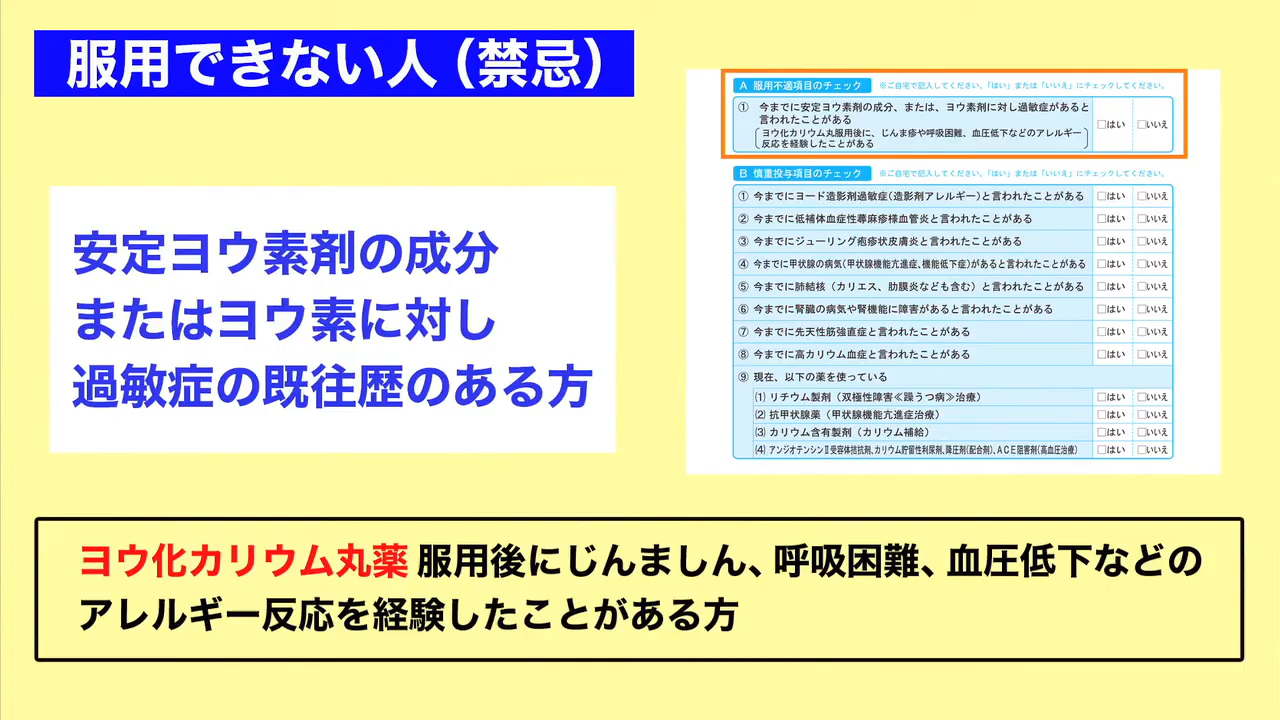 服用できない人（禁忌）
安定ヨウ素剤の成分
またはヨウ素に対し
過敏症の既往歴のある方
A 服用不適項目のチェック ※ご自宅で記入してください。「はい」または「いいえ」にチェックしてください。
① 今までに安定ヨウ素剤の成分、または、ヨウ素剤に対し過敏症があると
言われたことがある
ヨウ化カリウム丸服用後に、じんま疹や呼吸困難、血圧低下などのアレルギー
反応を経験したことがある
□はい □いいえ
B 慎重投与項目のチェック ※ご自宅で記入してください。「はい」または「いいえ」にチェックしてください。
① 今までにヨード造影剤過敏症（造影剤アレルギー）と言われたことがある □はい □いいえ
② 今までに低補体血症性蕁麻疹様血管炎と言われたことがある □はい □いいえ
③ 今までにジューリング疱疹状皮膚炎と言われたことがある □はい □いいえ
④ 今までに甲状腺の病気（甲状腺機能亢進症、機能低下症）があると言われたことがある □はい □いいえ
⑤ 今までに肺結核（カリエス、肋膜炎なども含む）と言われたことがある □はい □いいえ
⑥ 今までに腎臓の病気や腎機能に障害があると言われたことがある □はい □いいえ
⑦ 今までに先天性筋強直症と言われたことがある □はい □いいえ
⑧ 今までに高カリウム血症と言われたことがある □はい □いいえ
⑨ 現在、以下の薬を使っている
(1) リチウム製剤（双極性障害≪躁うつ病≫治療） □はい □いいえ
(2) 抗甲状腺薬（甲状腺機能亢進症治療） □はい □いいえ
(3) カリウム含有製剤（カリウム補給） □はい □いいえ
(4) アンジオテンシンⅡ受容体拮抗剤、カリウム貯留性利尿剤、降圧剤(配合剤)、ACE阻害剤(高血圧治療) □はい □いいえ
ヨウ化カリウム丸薬 服用後にじんましん、呼吸困難、血圧低下などの
アレルギー反応を経験したことがある方